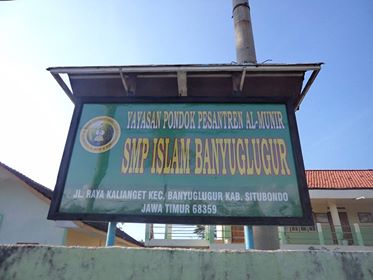 YAYASAN PONDOK PESANTREN AL-MUNIR
SMP ISLAM BANYUGLUGUR
JL. RAYA KALIANGET KEC. BANYUGLUGUR KAB. SITUBONDO
JAWA TIMUR 68359